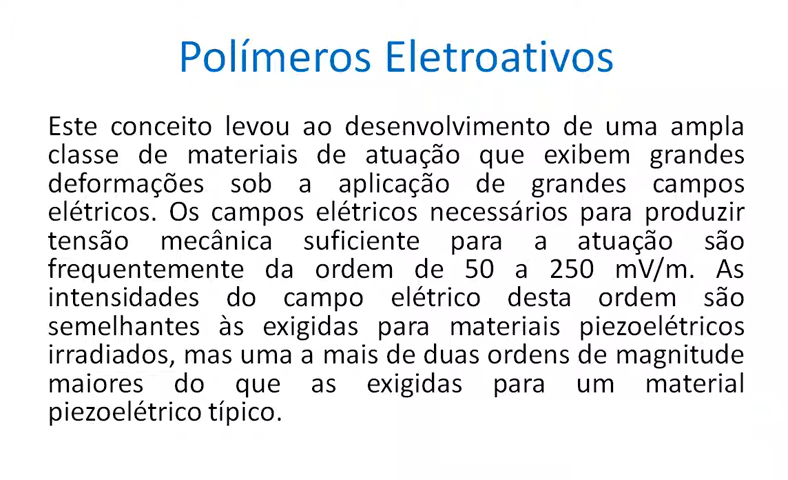 Polímeros Eletroativos
Este conceito levou ao desenvolvimento de uma ampla
classe de materiais de atuação que exibem grandes
deformações sob a aplicação de grandes campos
elétricos. Os campos elétricos necessários para produzir
tensão mecânica suficiente para a atuação são
frequentemente da ordem de 50 a 250 mV/m. As
intensidades do campo elétrico desta ordem são
semelhantes às exigidas para materiais piezoelétricos
irradiados, mas uma a mais de duas ordens de magnitude
maiores do que as exigidas para um material
piezoelétrico típico.